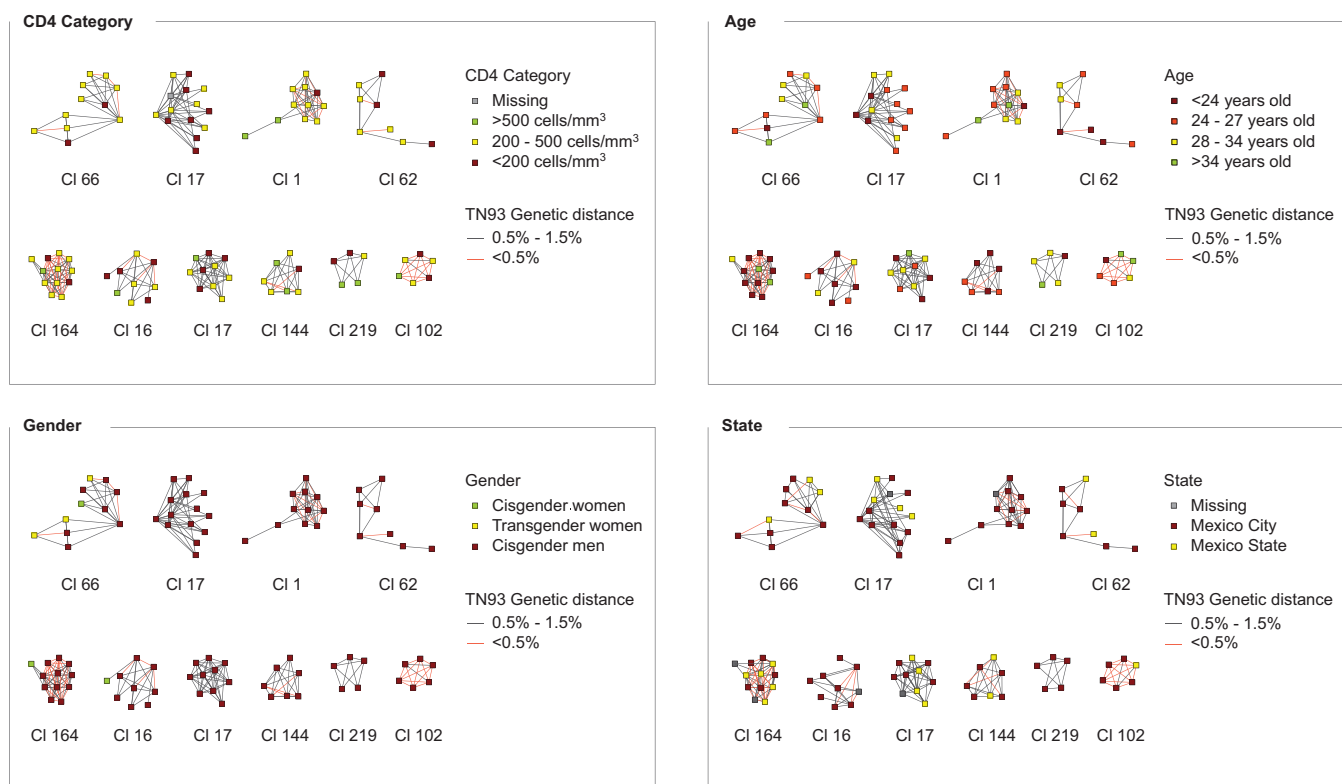 CD4 Category
CD4 Category
Missing
>500 cells/mm³
200 - 500 cells/mm³
<200 cells/mm³
Cl 66
Cl 17
Cl 1
Cl 62
TN93 Genetic distance
0.5% - 1.5%
<0.5%
Cl 164
Cl 16
Cl 17
Cl 144
Cl 219
Cl 102
Age
Age
<24 years old
24 - 27 years old
28 - 34 years old
>34 years old
Cl 66
Cl 17
Cl 1
Cl 62
TN93 Genetic distance
0.5% - 1.5%
<0.5%
Cl 164
Cl 16
Cl 17
Cl 144
Cl 219
Cl 102
Gender
Gender
Cisgender women
Transgender women
Cisgender men
Cl 66
Cl 17
Cl 1
Cl 62
TN93 Genetic distance
0.5% - 1.5%
<0.5%
Cl 164
Cl 16
Cl 17
Cl 144
Cl 219
Cl 102
State
State
Missing
Mexico City
Mexico State
Cl 66
Cl 17
Cl 1
Cl 62
TN93 Genetic distance
0.5% - 1.5%
<0.5%
Cl 164
Cl 16
Cl 17
Cl 144
Cl 219
Cl 102